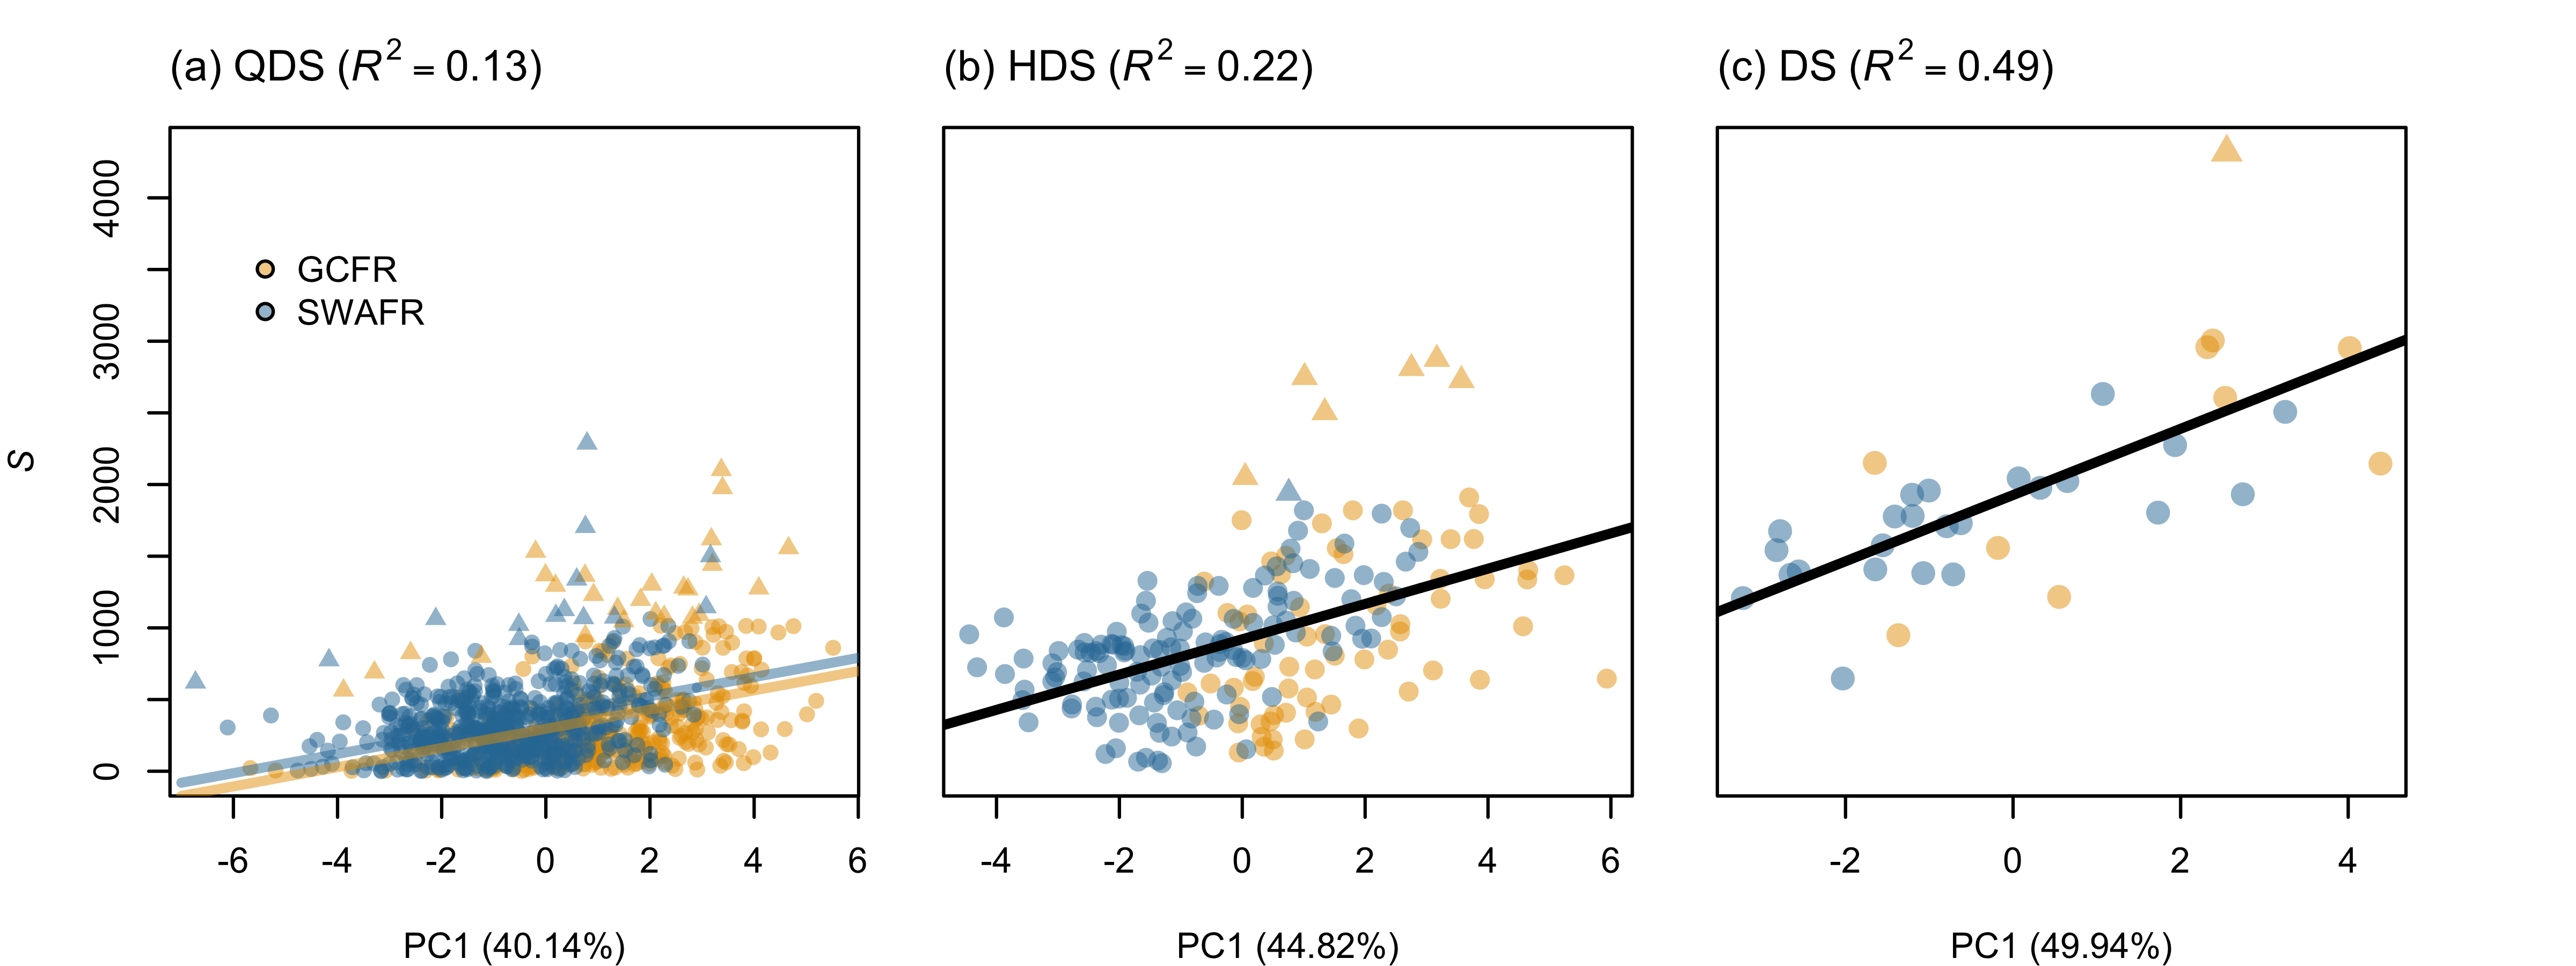 (a) QDS (R² = 0.13)
(b) HDS (R² = 0.22)
(c) DS (R² = 0.49)
S
4000
3000
2000
1000
0
GCFR
SWAFR
-6 -4 -2 0 2 4 6
-4 -2 0 2 4 6
-2 0 2 4
PC1 (40.14%)
PC1 (44.82%)
PC1 (49.94%)